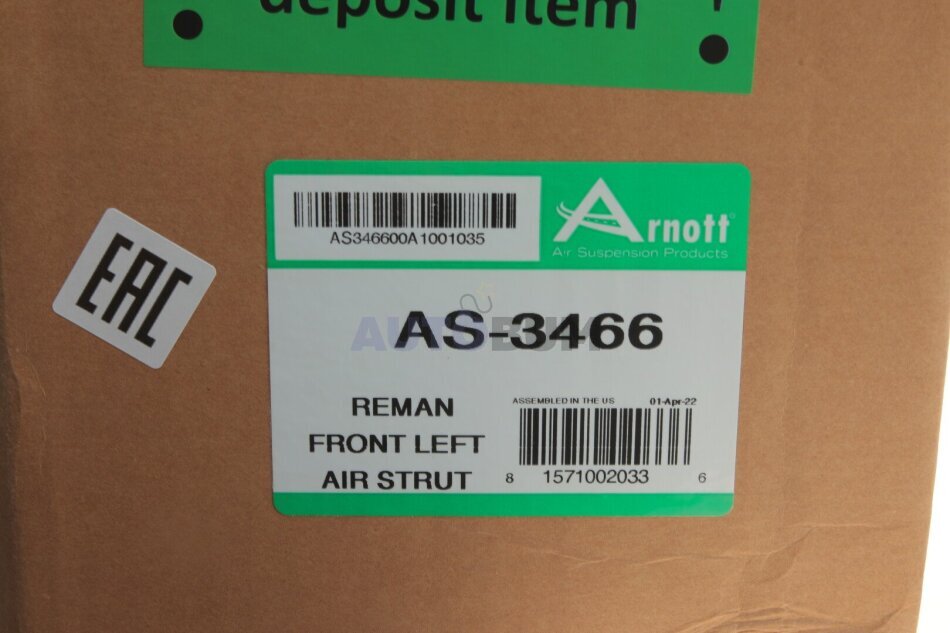 deposit item
AS346600A1001035
Arnott
Air Suspension Products
EAC
AS-3466
REMAN
FRONT LEFT
AIR STRUT
ASSEMBLED IN THE US 01-Apr-22
8 1571002033 6